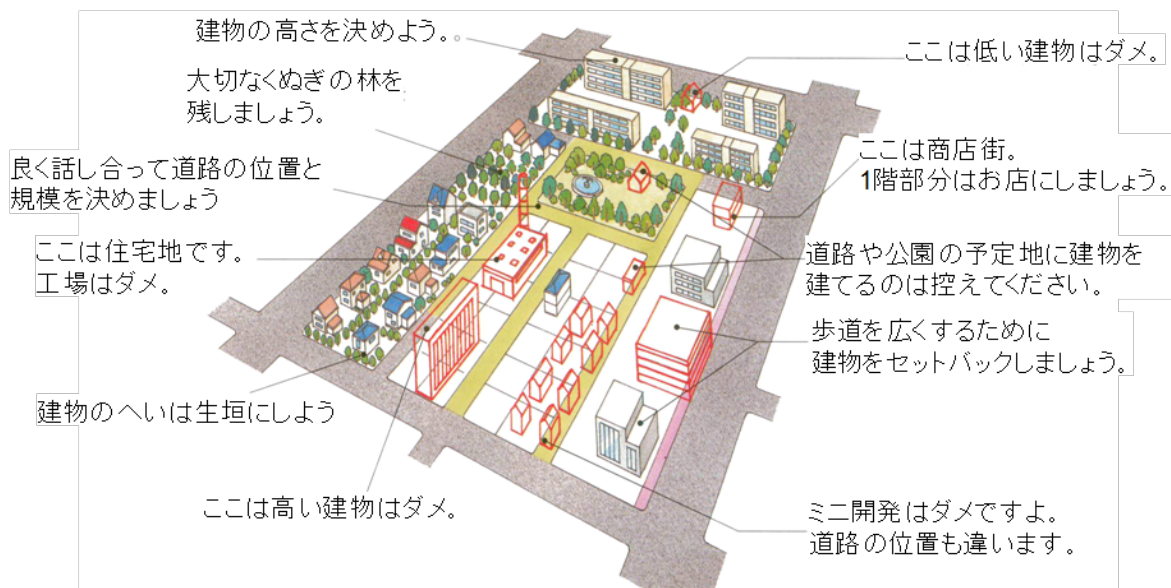 建物の高さを決めよう。
大切なくぬぎの林を
残しましょう。
良く話し合って道路の位置と
規模を決めましょう
ここは住宅地です。
工場はダメ。
建物のへいは生垣にしよう
ここは高い建物はダメ。
ここは低い建物はダメ。
ここは商店街。
1階部分はお店にしましょう。
道路や公園の予定地に建物を
建てるのは控えてください。
歩道を広くするために
建物をセットバックしましょう。
ミニ開発はダメですよ。
道路の位置も違います。